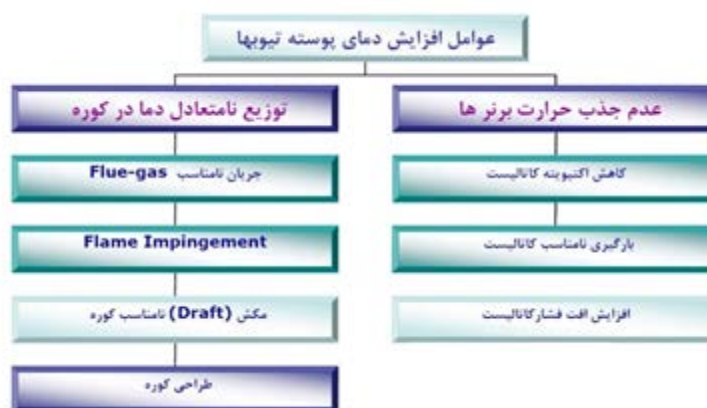 عوامل افزایش دمای پوسته تیوبها
عدم جذب حرارت برنر ها
کاهش اکتیویته کاتالیست
بارگیری نامناسب کاتالیست
افزایش افت فشارکاتالیست
توزیع نامتعادل دما در کوره
جریان نامناسب Flue-gas
Flame Impingement
مکش (Draft) نامناسب کوره
طراحی کوره